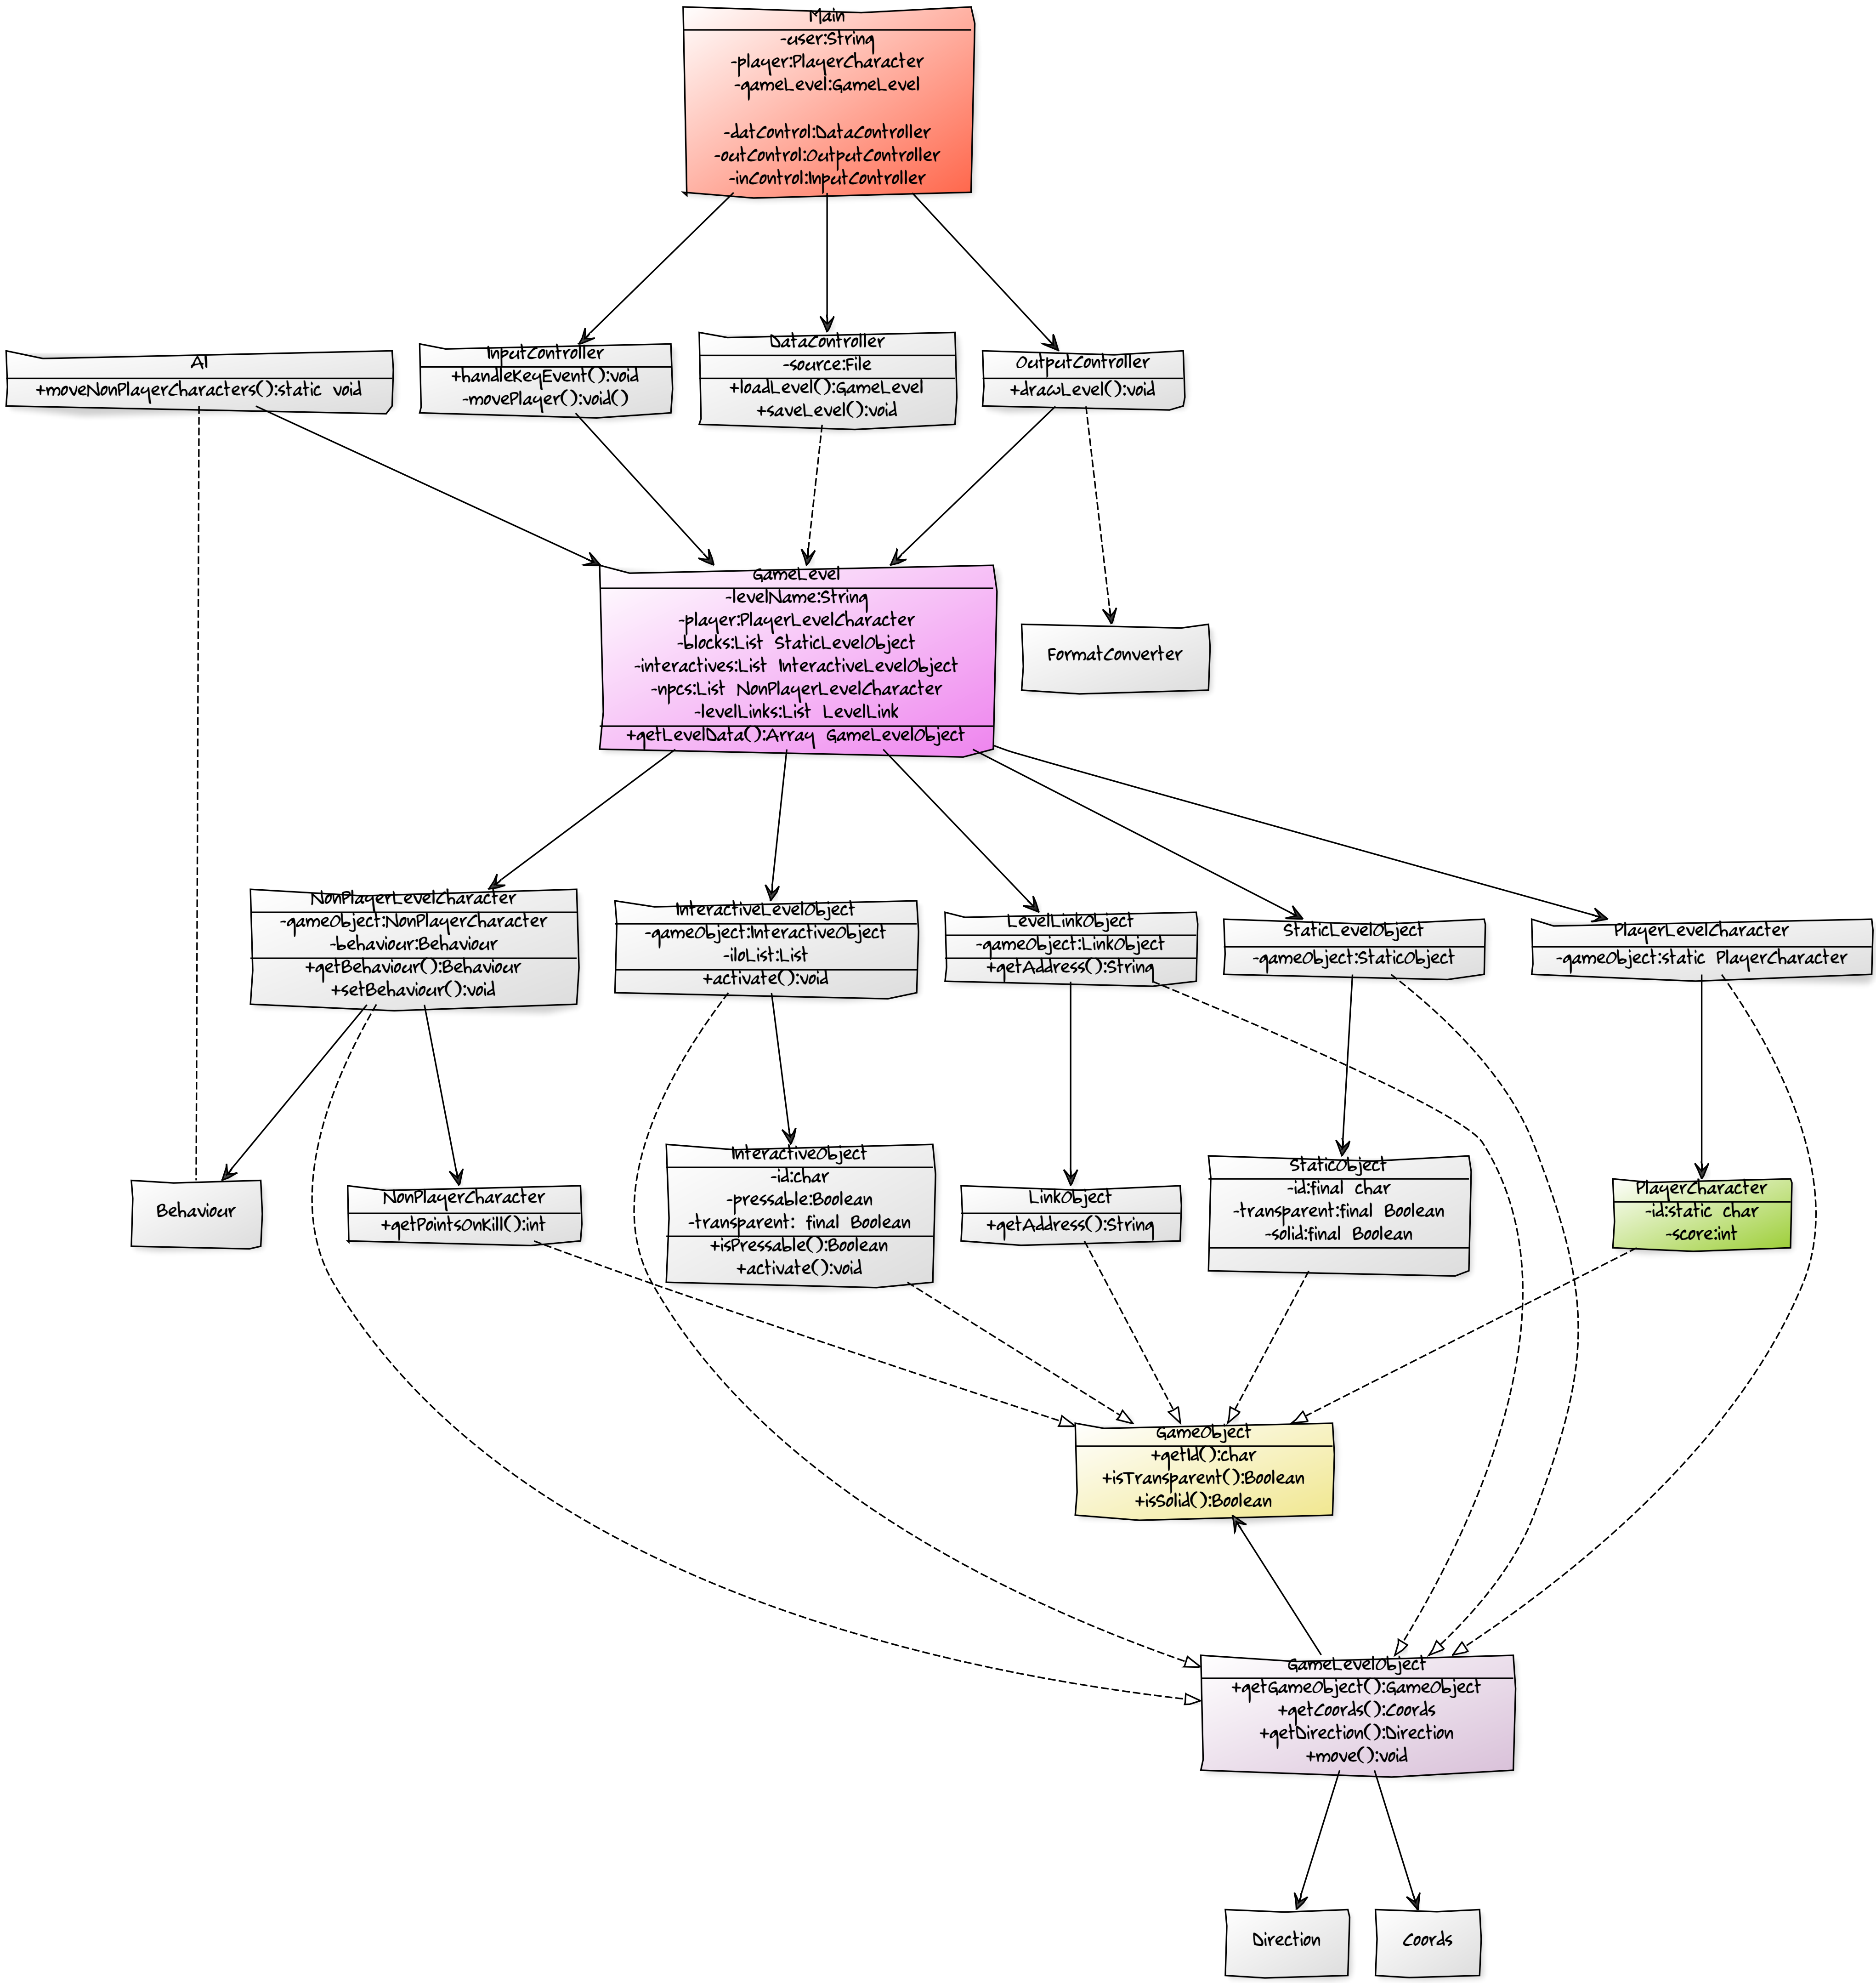 Main
-user:String
-player:PlayerCharacter
-gameLevel:GameLevel
-datControl:DataController
-outControl:OutputController
-inControl:InputController
AI
+moveNonPlayerCharacters():static void
InputController
+handleKeyEvent():void
-movePlayer():void()
DataController
-source:File
+loadLevel():GameLevel
+saveLevel():void
OutputController
+drawLevel():void
GameLevel
-levelName:String
-player:PlayerLevelCharacter
-blocks:List StaticLevelObject
-interactives:List InteractiveLevelObject
-npcs:List NonPlayerLevelCharacter
-levelLinks:List LevelLink
+getLevelData():Array GameLevelObject
FormatConverter
NonPlayerLevelCharacter
-gameObject:NonPlayerCharacter
-behaviour:Behaviour
+getBehaviour():Behaviour
+setBehaviour():void
InteractiveLevelObject
-gameObject:InteractiveObject
-iloList:List
+activate():void
LevelLinkObject
-gameObject:LinkObject
+getAddress():String
StaticLevelObject
-gameObject:StaticObject
PlayerLevelCharacter
-gameObject:static PlayerCharacter
Behaviour
NonPlayerCharacter
+getPointsOnKill():int
InteractiveObject
-id:char
-pressable:Boolean
-transparent: final Boolean
+isPressable():Boolean
+activate():void
LinkObject
+getAddress():String
StaticObject
-id:final char
-transparent:final Boolean
-solid:final Boolean
PlayerCharacter
-id:static char
-score:int
GameObject
+getId():char
+isTransparent():Boolean
+isSolid():Boolean
GameLevelObject
+getGameObject():GameObject
+getCoords():Coords
+getDirection():Direction
+move():void
Direction
Coords